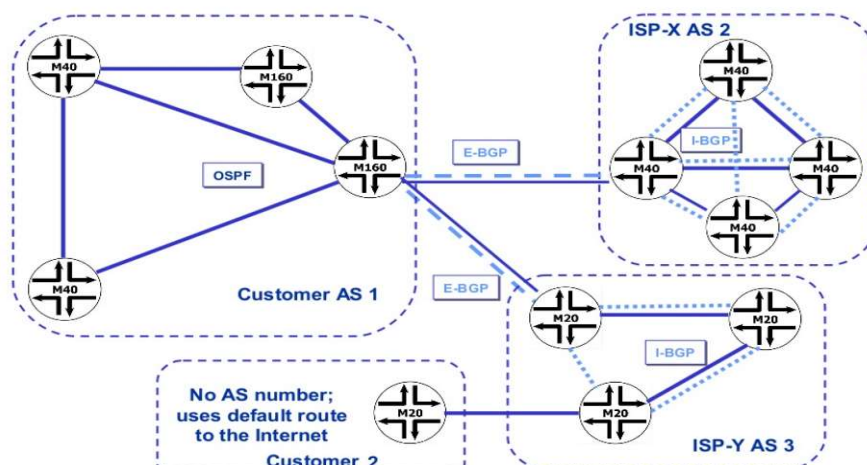 ISP-X AS 2
M40
M40
M160
I-BGP
E-BGP
M160
M40
M40
OSPF
M40
M40
Customer AS 1
E-BGP
M20
M20
I-BGP
No AS number;
uses default route
to the Internet
M20
M20
ISP-Y AS 3
Customer 2